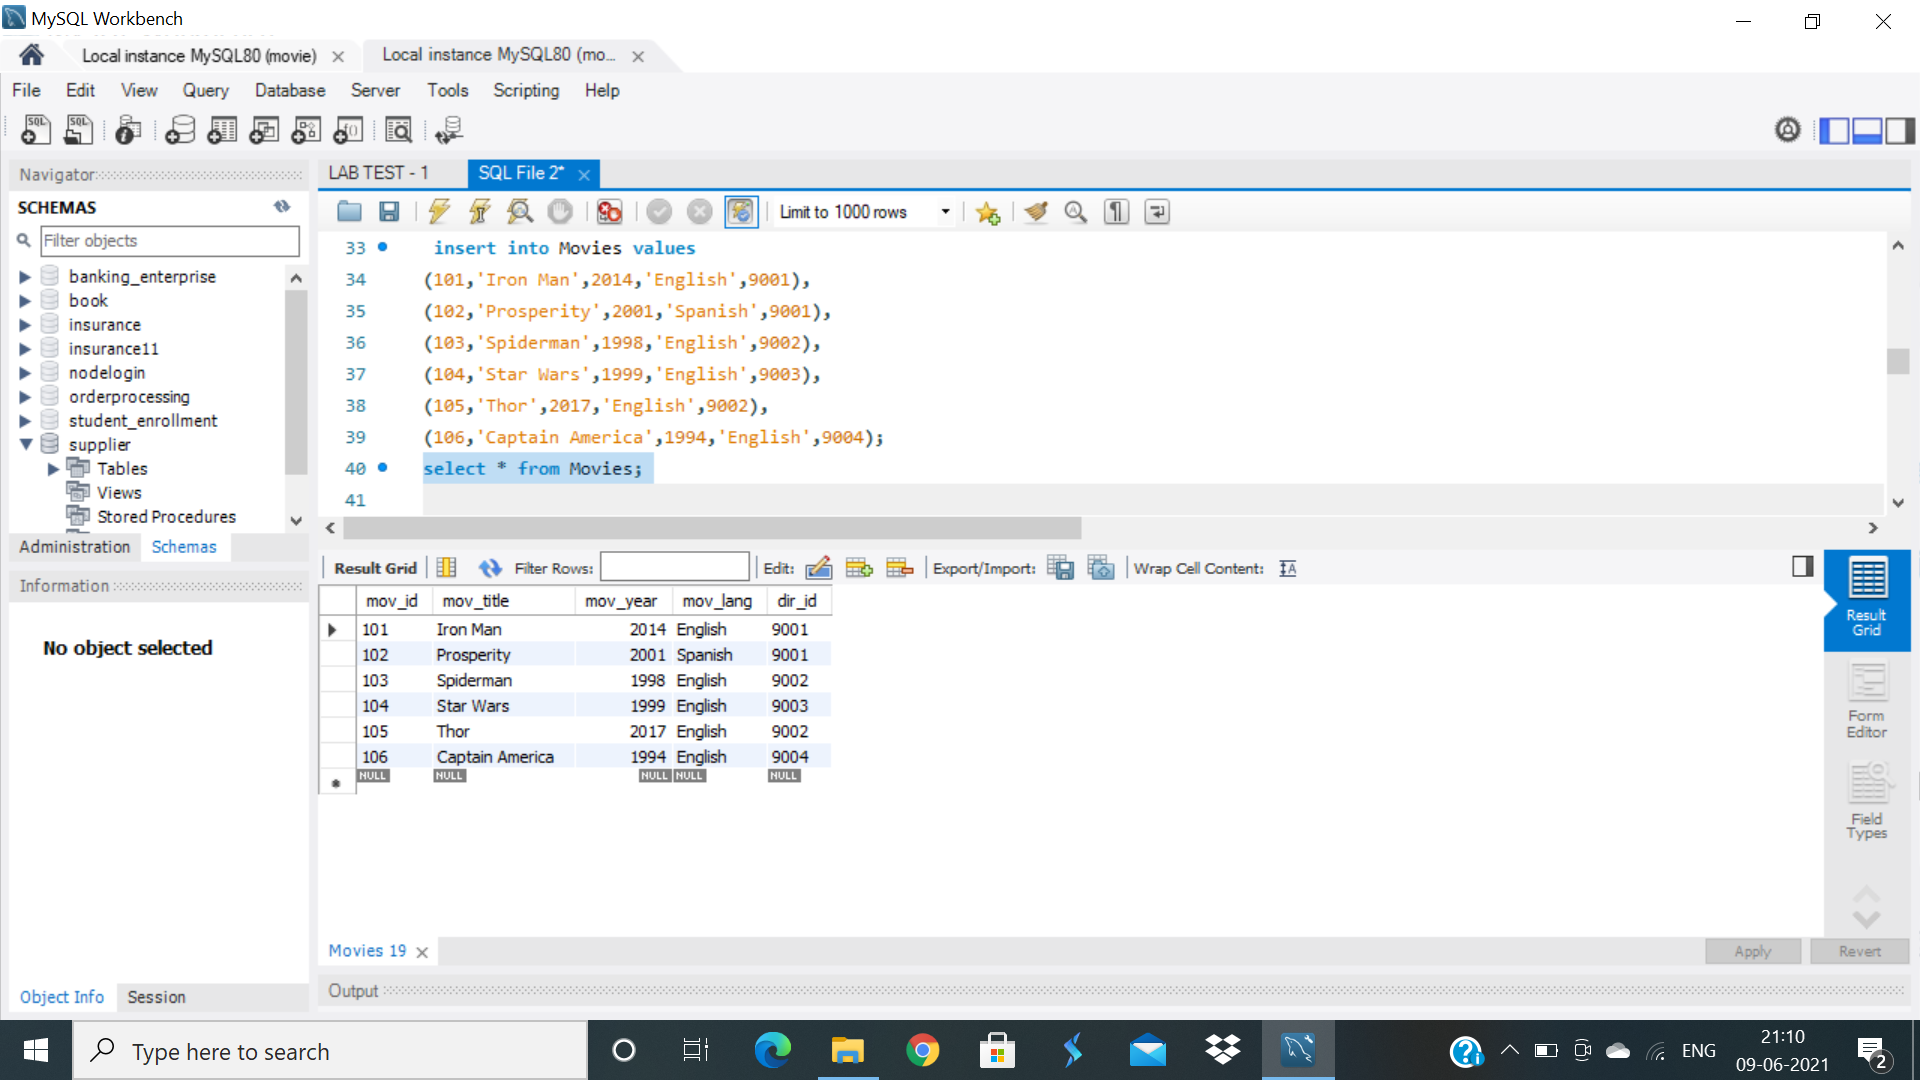 MySQL Workbench
Local instance MySQL80 (movie)
Local instance MySQL80 (mo...
File Edit View Query Database Server Tools Scripting Help
SQL SQL
Navigator
SCHEMAS
Filter objects
banking_enterprise
book
insurance
insurance11
nodelogin
orderprocessing
student_enrollment
supplier
Tables
Views
Stored Procedures
Administration Schemas
Information
No object selected
Object Info Session
LAB TEST - 1 SQL File 2*
Limit to 1000 rows
33 insert into Movies values
34 (101,'Iron Man',2014,'English',9001),
35 (102,'Prosperity',2001,'Spanish',9001),
36 (103,'Spiderman',1998,'English',9002),
37 (104,'Star Wars',1999,'English',9003),
38 (105,'Thor',2017,'English',9002),
39 (106,'Captain America',1994,'English',9004);
40 select * from Movies;
41
Result Grid Filter Rows: Edit: Export/Import: Wrap Cell Content:
mov_id mov_title mov_year mov_lang dir_id
101 Iron Man 2014 English 9001
102 Prosperity 2001 Spanish 9001
103 Spiderman 1998 English 9002
104 Star Wars 1999 English 9003
105 Thor 2017 English 9002
106 Captain America 1994 English 9004
NULL NULL NULL NULL NULL
Result
Grid
Form
Editor
Field
Types
Movies 19
Apply Revert
Output
Type here to search
ENG
21:10
09-06-2021
2